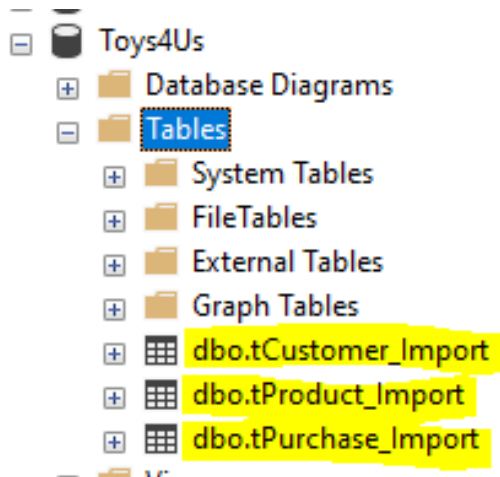 Toys4Us
Database Diagrams
Tables
System Tables
FileTables
External Tables
Graph Tables
dbo.tCustomer_Import
dbo.tProduct_Import
dbo.tPurchase_Import